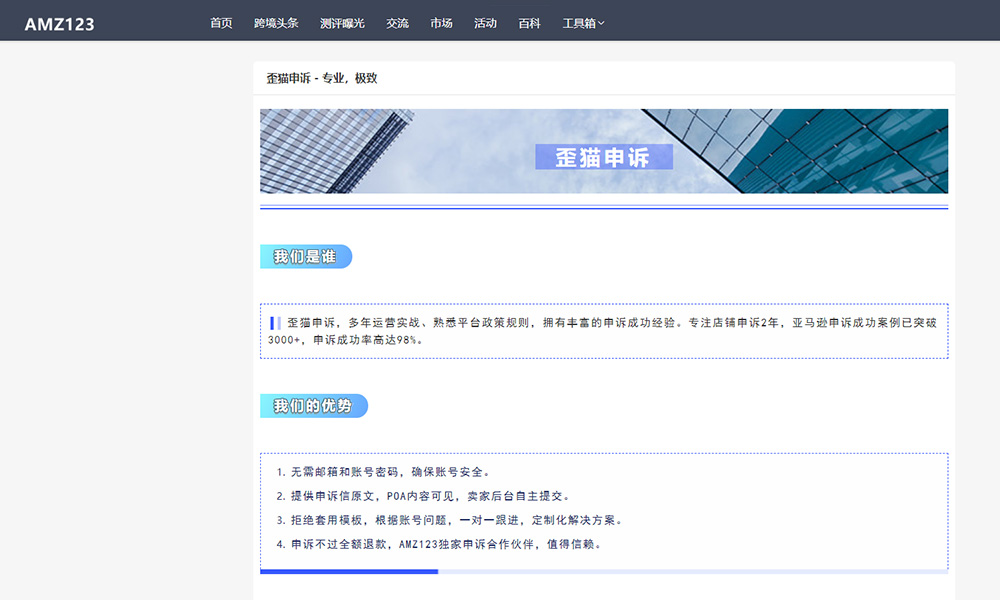 AMZ123
首页 跨境头条 测评曝光 交流 市场 活动 百科 工具箱
歪猫申诉 - 专业，极致
歪猫申诉
我们是谁
歪猫申诉，多年运营实战、熟悉平台政策规则，拥有丰富的申诉成功经验。专注店铺申诉2年，亚马逊申诉成功案例已突破
3000+，申诉成功率高达98%。
我们的优势
1. 无需邮箱和账号密码，确保账号安全。
2. 提供申诉信原文，POA内容可见，卖家后台自主提交。
3. 拒绝套用模板，根据账号问题，一对一跟进，定制化解决方案。
4. 申诉不过全额退款，AMZ123独家申诉合作伙伴，值得信赖。